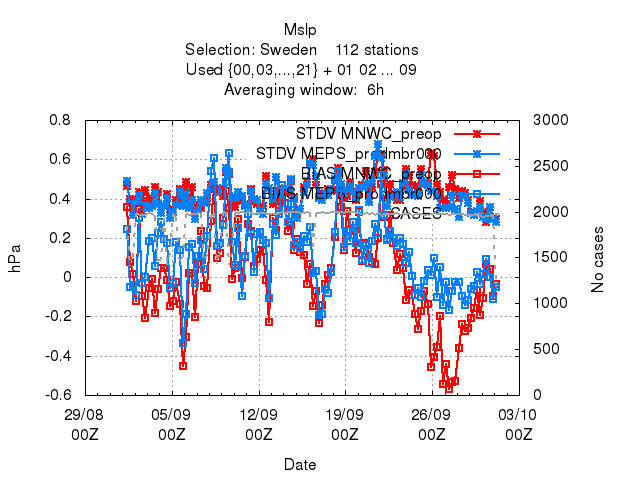 Mslp
Selection: Sweden 112 stations
Used {00,03,...,21} + 01 02 ... 09
Averaging window: 6h
0.8
0.6
0.4
0.2
0
-0.2
-0.4
-0.6
hPa
3000
2500
2000
1500
1000
500
0
No cases
STDV MNWC_preop
STDV MEPS_prodmbr000
BIAS MNWC_preop
BIAS MEPS_prodmbr000
CASES
29/08 05/09 12/09 19/09 26/09 03/10
00Z 00Z 00Z 00Z 00Z 00Z
Date